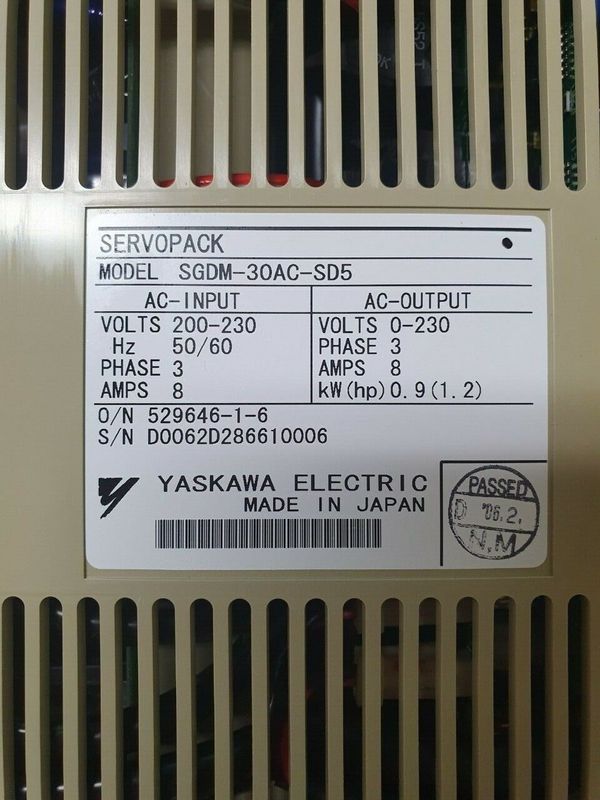 SERVOPACK
MODEL SGDM-30AC-SD5
AC-INPUT
VOLTS 200-230
Hz 50/60
PHASE 3
AMPS 8
AC-OUTPUT
VOLTS 0-230
PHASE 3
AMPS 8
kW(hp) 0.9(1.2)
O/N 529646-1-6
S/N D0062D286610006
YASKAWA ELECTRIC
MADE IN JAPAN
PASSED
D '06.2.
N.M